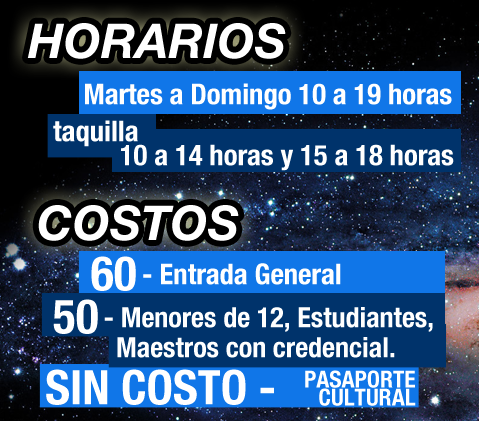 HORARIOS
Martes a Domingo 10 a 19 horas
taquilla
10 a 14 horas y 15 a 18 horas
COSTOS
60 - Entrada General
50 - Menores de 12, Estudiantes,
Maestros con credencial.
SIN COSTO - PASAPORTE
CULTURAL